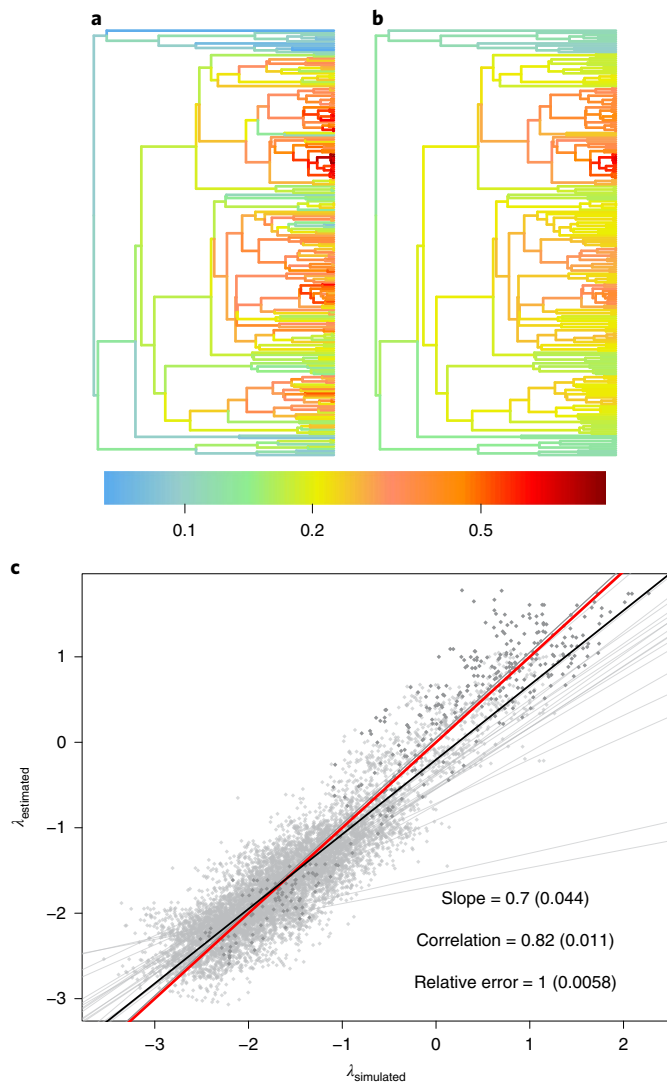 a b
0.1 0.2 0.5
c
1
0
−1
−2
−3
λestimated
Slope = 0.7 (0.044)
Correlation = 0.82 (0.011)
Relative error = 1 (0.0058)
−3 −2 −1 0 1 2
λsimulated